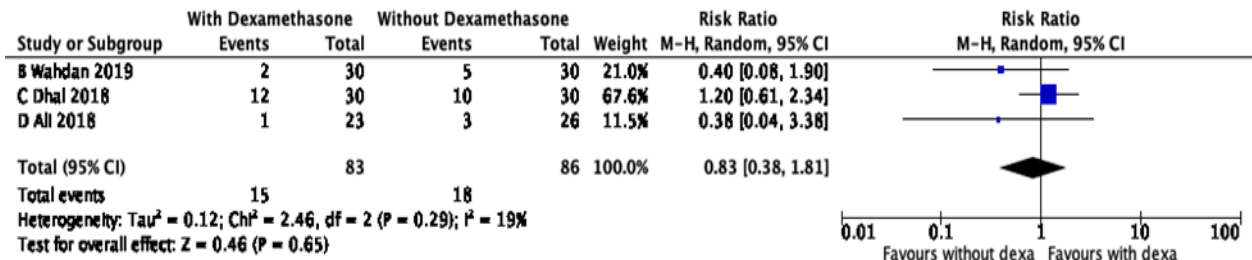 With Dexamethasone Without Dexamethasone Risk Ratio Risk Ratio
Study or Subgroup Events Total Events Total Weight M-H, Random, 95% CI M-H, Random, 95% CI
B Wahdan 2019 2 30 5 30 21.0% 0.40 [0.08, 1.90]
C Dhal 2018 12 30 10 30 67.6% 1.20 [0.61, 2.34]
D Ali 2018 1 23 3 26 11.5% 0.38 [0.04, 3.38]
Total (95% CI) 83 86 100.0% 0.83 [0.38, 1.81]
Total events 15 18
Heterogeneity: Tau² = 0.12; Chi² = 2.46, df = 2 (P = 0.29); I² = 19%
Test for overall effect: Z = 0.46 (P = 0.65)
0.01 0.1 1 10 100
Favours without dexa Favours with dexa